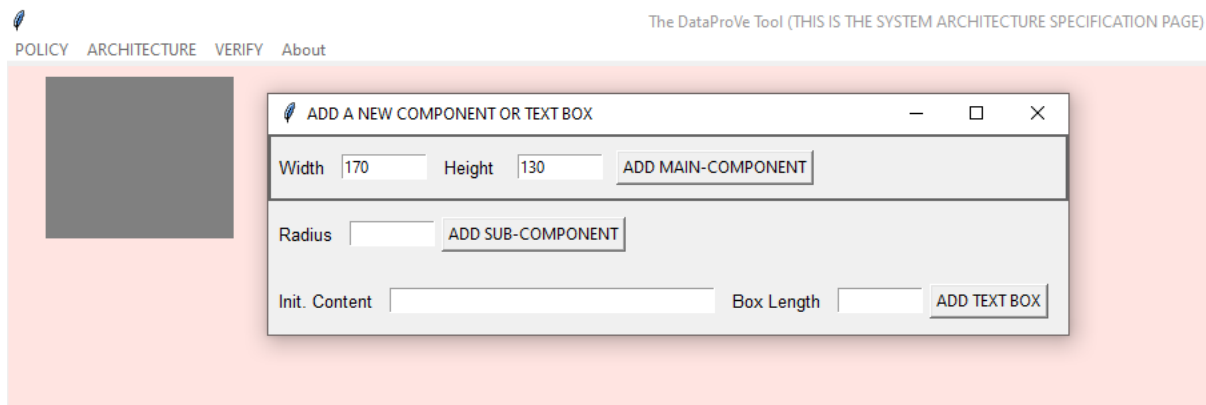 The DataProVe Tool (THIS IS THE SYSTEM ARCHITECTURE SPECIFICATION PAGE)
POLICY ARCHITECTURE VERIFY About
ADD A NEW COMPONENT OR TEXT BOX
Width 170 Height 130 ADD MAIN-COMPONENT
Radius ADD SUB-COMPONENT
Init. Content Box Length ADD TEXT BOX